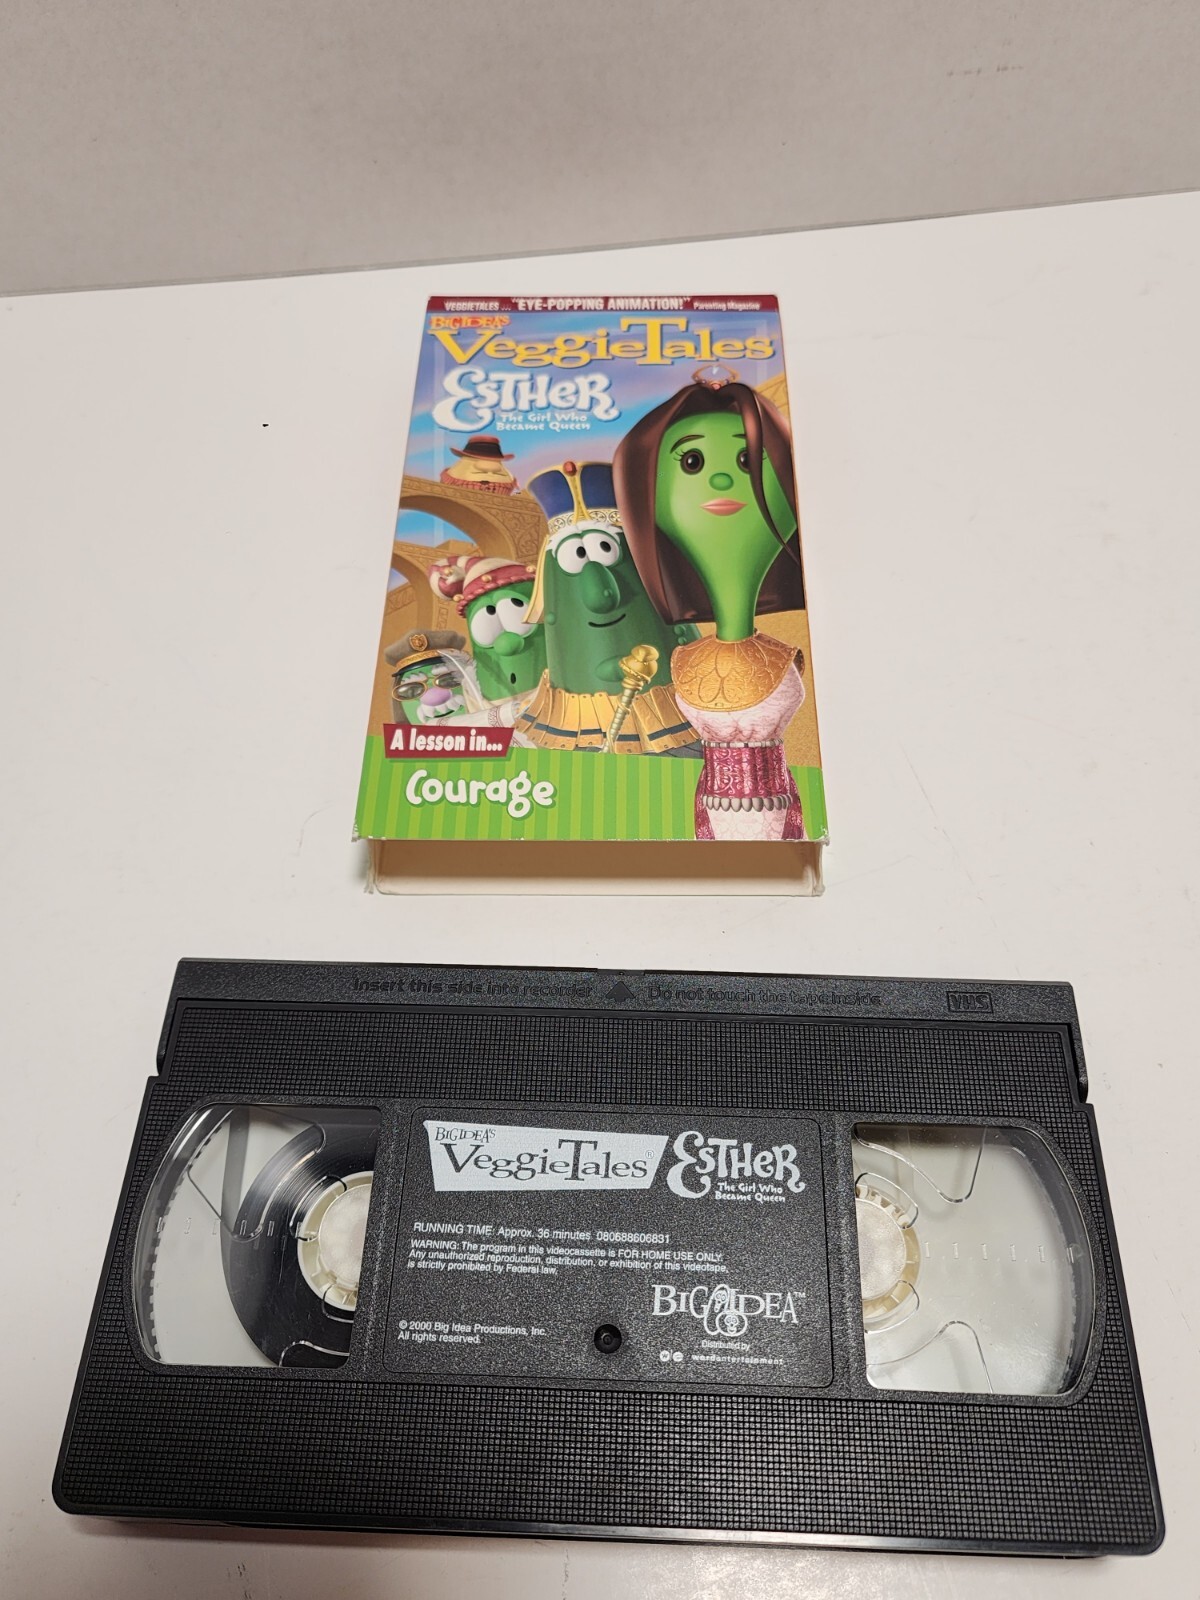 VEGGIETALES ... "EYE-POPPING ANIMATION!" Parenting Magazine
BIG IDEA'S
VeggieTales
ESTHER
The Girl Who
Became Queen
A lesson in...
Courage
Insert this side into recorder Do not touch the tape inside VHS
BIG IDEA'S
VeggieTales®
ESTHER
The Girl Who
Became Queen
RUNNING TIME: Approx. 36 minutes 080688606831
WARNING: The program in this videocassette is FOR HOME USE ONLY.
Any unauthorized reproduction, distribution, or exhibition of this videotape,
is strictly prohibited by Federal law.
BIG IDEA™
© 2000 Big Idea Productions, Inc.
All rights reserved.
Distributed by
we wordentertainment